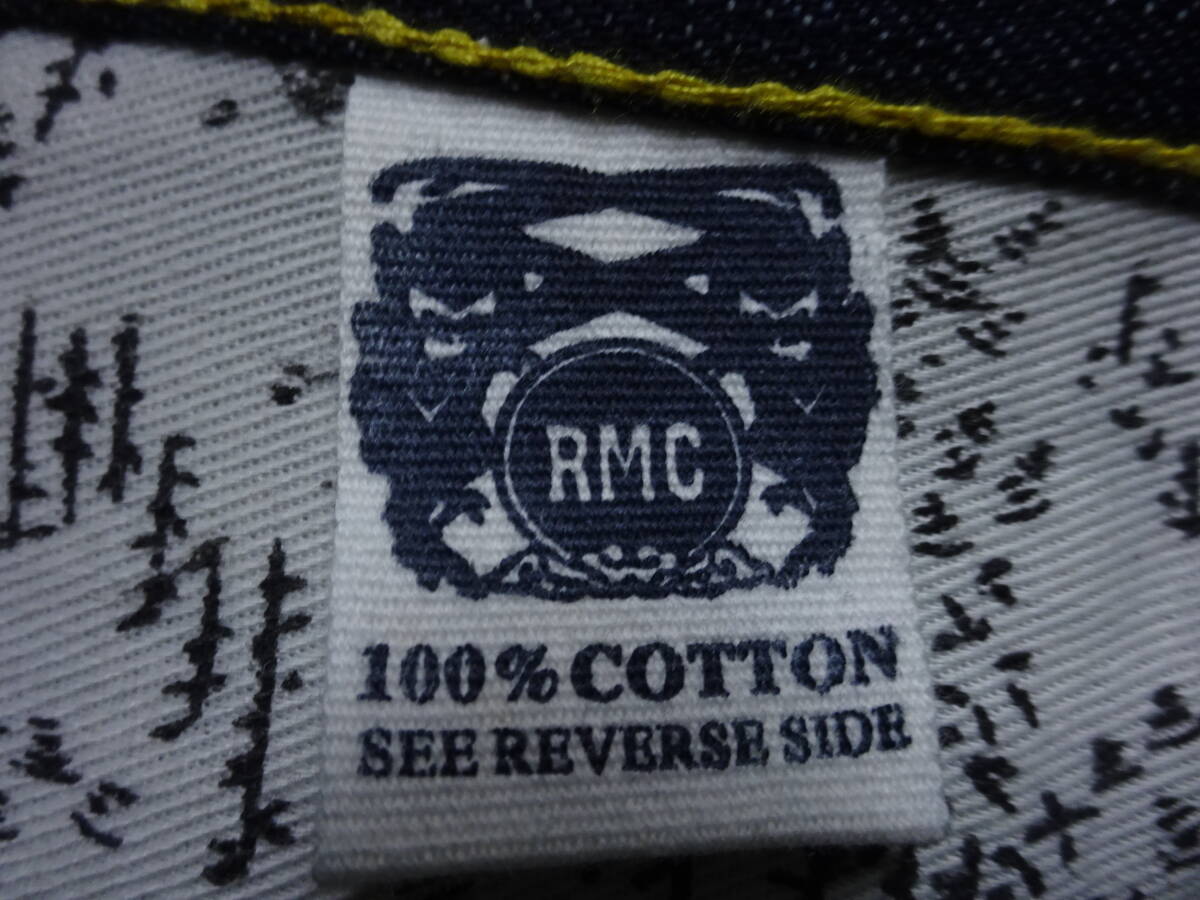 RMC
100% COTTON
SEE REVERSE SIDE